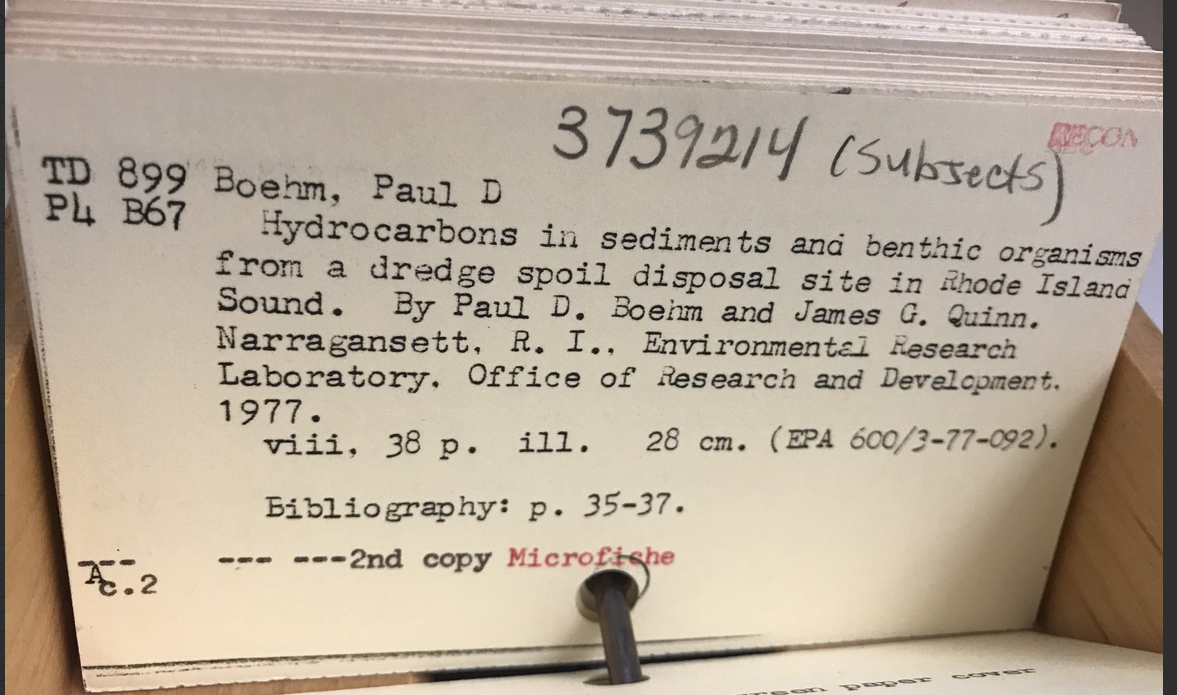 3739214 (Subjects)
RECON
TD 899 Boehm, Paul D
P4 B67
Hydrocarbons in sediments and benthic organisms
from a dredge spoil disposal site in Rhode Island
Sound. By Paul D. Boehm and James G. Quinn.
Narragansett, R. I., Environmental Research
Laboratory. Office of Research and Development.
1977.
viii, 38 p. ill. 28 cm. (EPA 600/3-77-092).
Bibliography: p. 35-37.
--- --- ---2nd copy Microfiche
A
c.2
paper cover